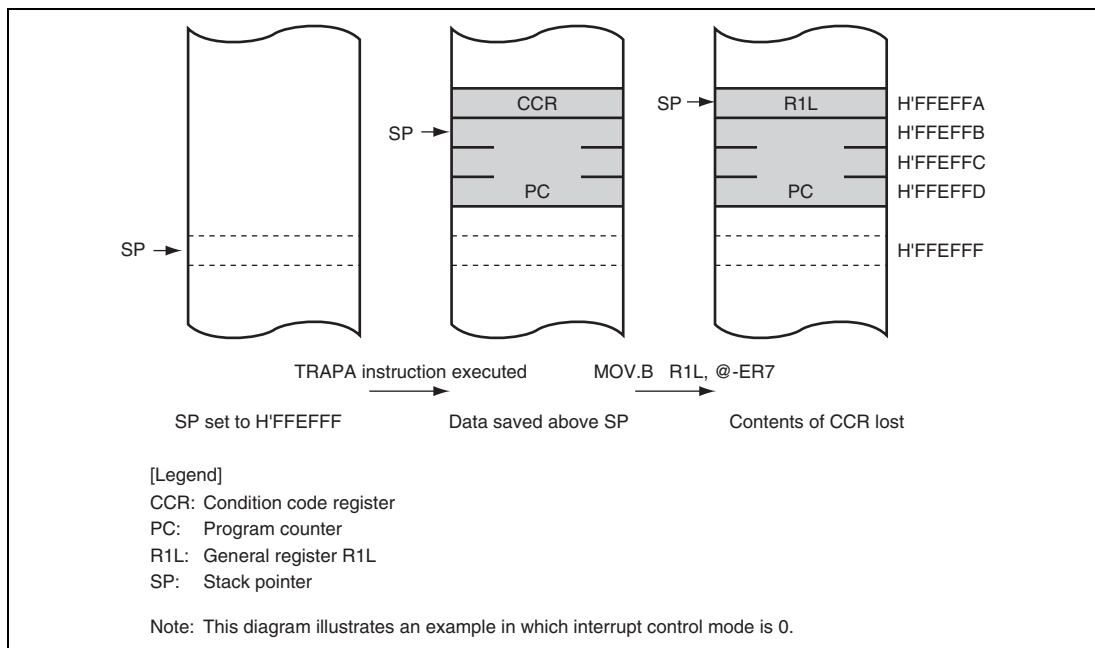 CCR
SP
R1L
H'FFEFFA
SP
H'FFEFFB
H'FFEFFC
PC
PC
H'FFEFFD
SP
H'FFEFFF
TRAPA instruction executed
MOV.B R1L, @-ER7
SP set to H'FFEFFF
Data saved above SP
Contents of CCR lost
[Legend]
CCR: Condition code register
PC: Program counter
R1L: General register R1L
SP: Stack pointer
Note: This diagram illustrates an example in which interrupt control mode is 0.